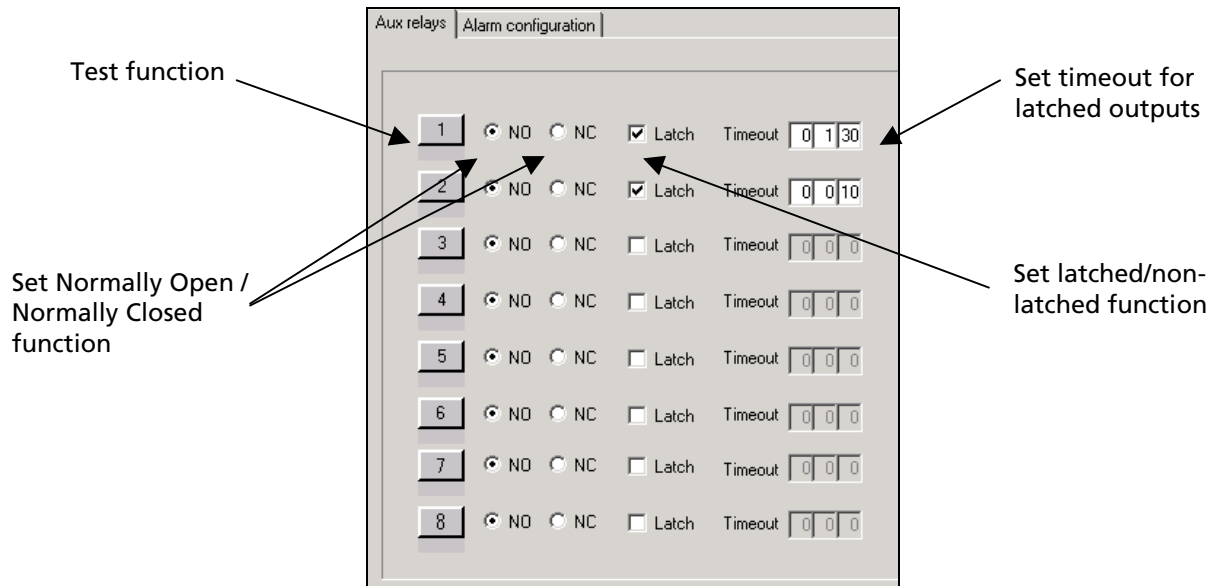 Aux relays Alarm configuration
Test function
Set timeout for
latched outputs
1 NO NC Latch Timeout 0 1 30
2 NO NC Latch Timeout 0 0 10
3 NO NC Latch Timeout 0 0 0
Set Normally Open /
Normally Closed
function
Set latched/non-
latched function
4 NO NC Latch Timeout 0 0 0
5 NO NC Latch Timeout 0 0 0
6 NO NC Latch Timeout 0 0 0
7 NO NC Latch Timeout 0 0 0
8 NO NC Latch Timeout 0 0 0